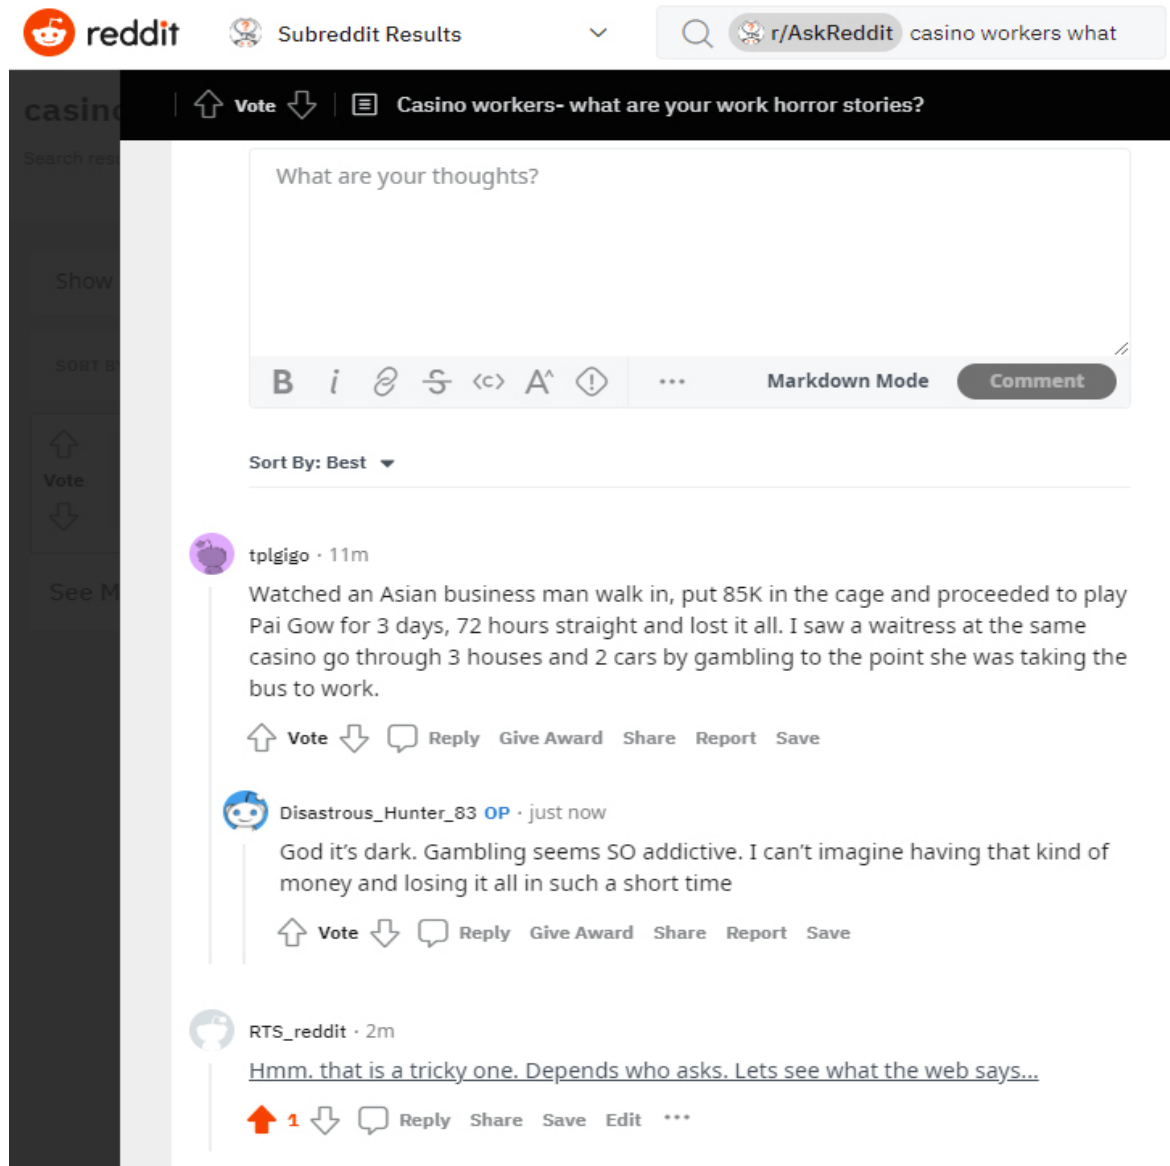 reddit
Subreddit Results
r/AskReddit casino workers what
casino
Search
Vote
Casino workers- what are your work horror stories?
What are your thoughts?
Show
SORT BY
B i <c> A^ ! ...
Markdown Mode
Comment
Vote
Sort By: Best
tplgigo · 11m
See M
Watched an Asian business man walk in, put 85K in the cage and proceeded to play
Pai Gow for 3 days, 72 hours straight and lost it all. I saw a waitress at the same
casino go through 3 houses and 2 cars by gambling to the point she was taking the
bus to work.
Vote Reply Give Award Share Report Save
Disastrous_Hunter_83 OP · just now
God it’s dark. Gambling seems SO addictive. I can’t imagine having that kind of
money and losing it all in such a short time
Vote Reply Give Award Share Report Save
RTS_reddit · 2m
Hmm. that is a tricky one. Depends who asks. Lets see what the web says...
1 Reply Share Save Edit ...